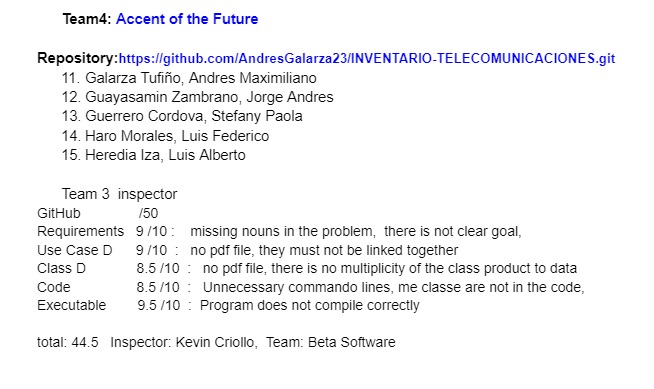 Team4: Accent of the Future
Repository:https://github.com/AndresGalarza23/INVENTARIO-TELECOMUNICACIONES.git
11. Galarza Tufiño, Andres Maximiliano
12. Guayasamin Zambrano, Jorge Andres
13. Guerrero Cordova, Stefany Paola
14. Haro Morales, Luis Federico
15. Heredia Iza, Luis Alberto
Team 3 inspector
GitHub /50
Requirements 9 /10 : missing nouns in the problem, there is not clear goal,
Use Case D 9 /10 : no pdf file, they must not be linked together
Class D 8.5 /10 : no pdf file, there is no multiplicity of the class product to data
Code 8.5 /10 : Unnecessary commando lines, me classe are not in the code,
Executable 9.5 /10 : Program does not compile correctly
total: 44.5 Inspector: Kevin Criollo, Team: Beta Software